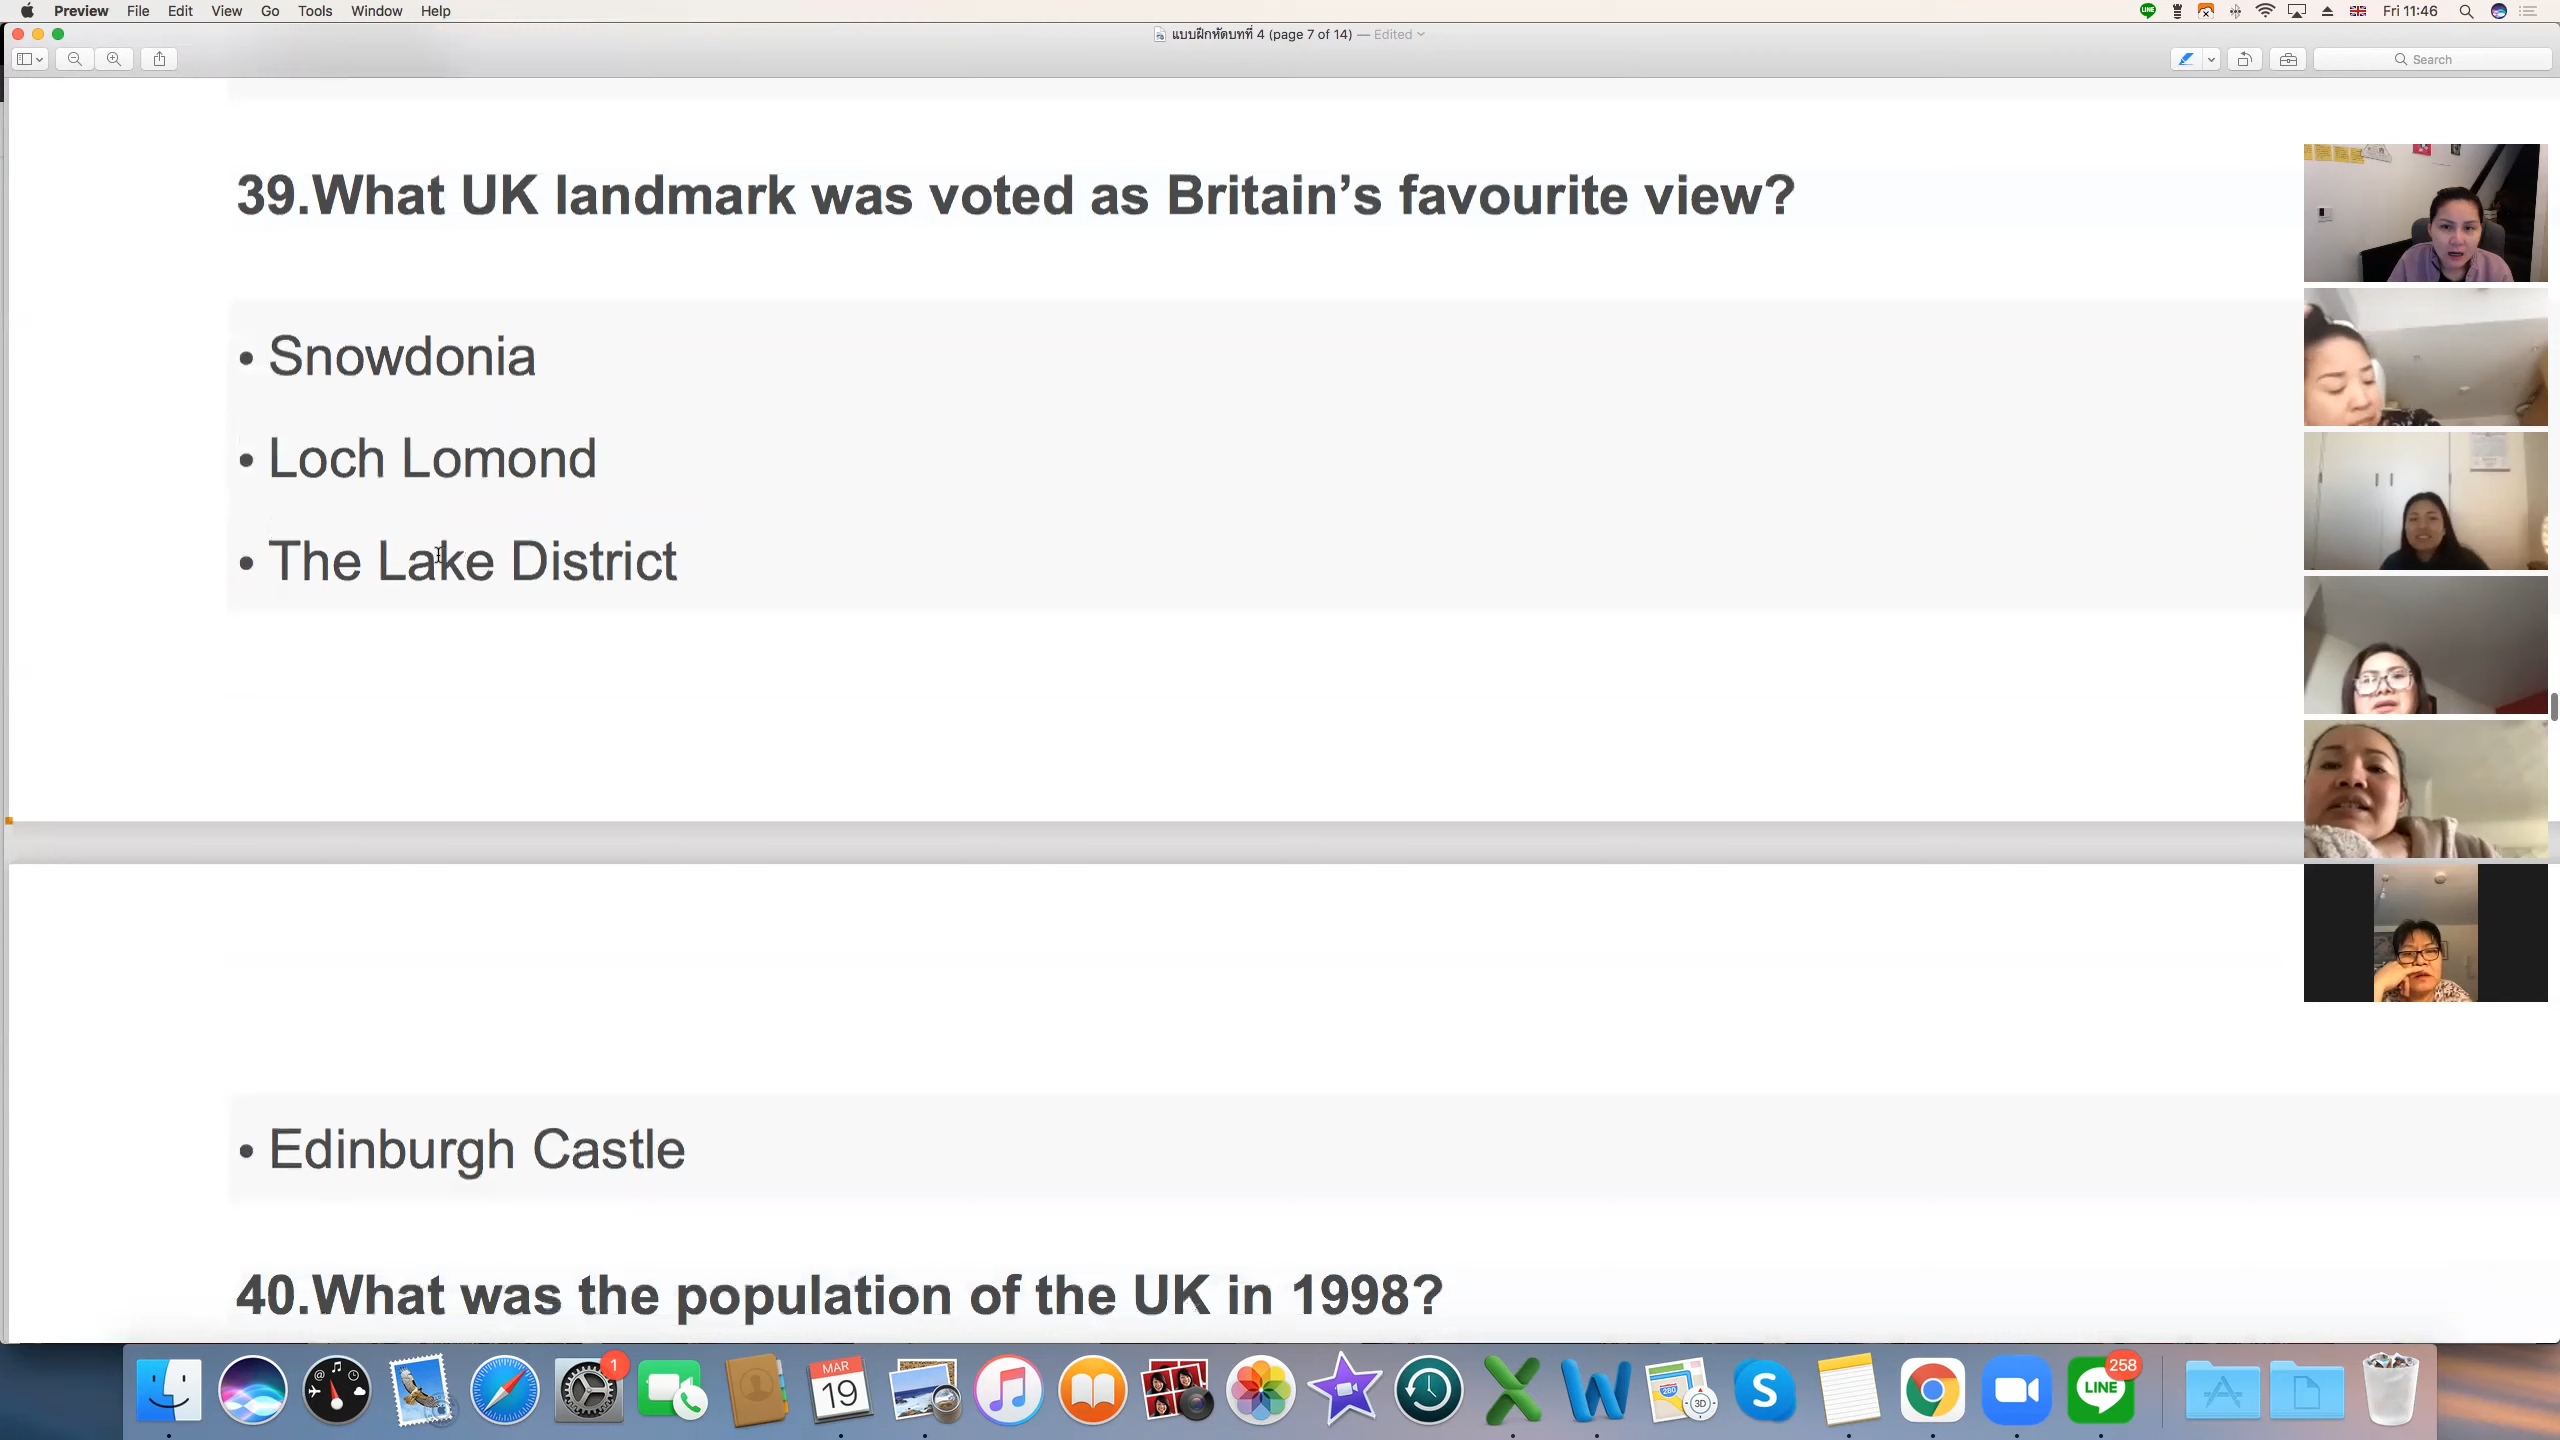 Preview File Edit View Go Tools Window Help
Fri 11:46
แบบฝึกหัดบทที่ 4 (page 7 of 14) — Edited
Search
39.What UK landmark was voted as Britain’s favourite view?
• Snowdonia
• Loch Lomond
• The Lake District
• Edinburgh Castle
40.What was the population of the UK in 1998?
1
MAR
19
280
3D
S
W
258
LINE